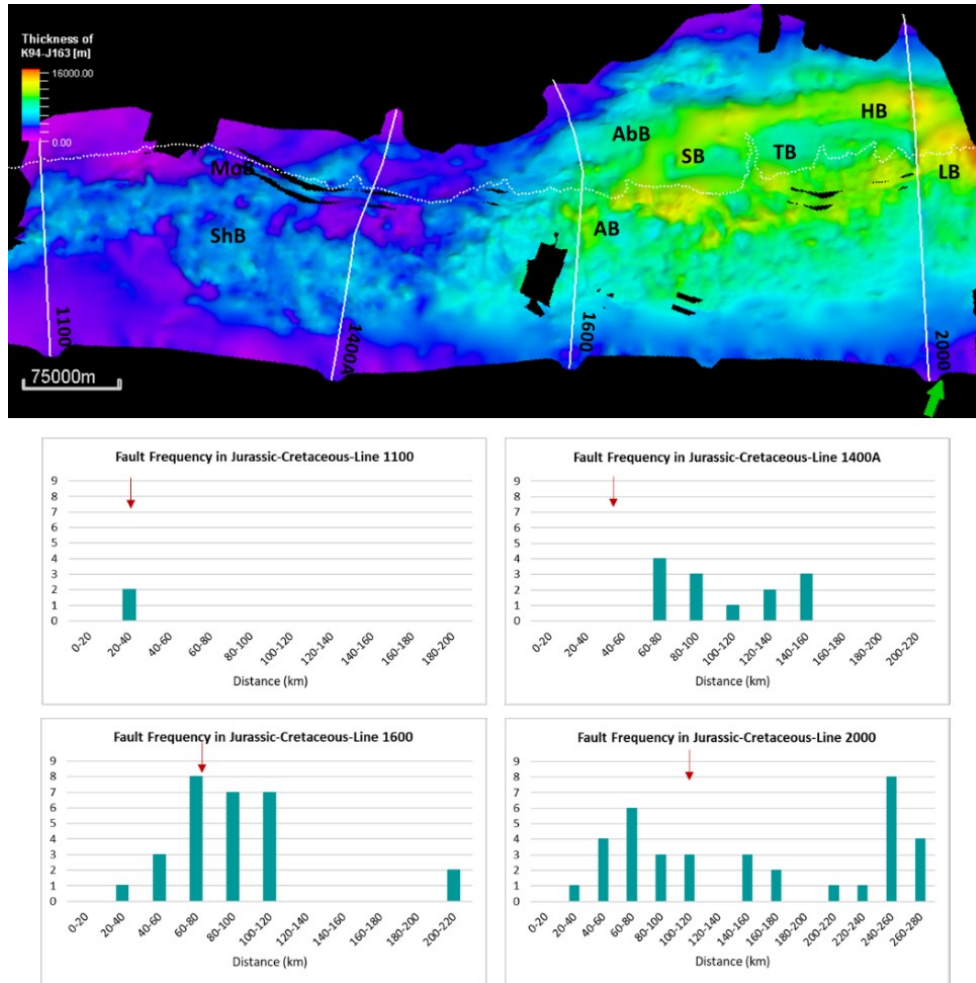 Thickness of
K94-J163 [m]
16000.00
0.00
HB
AbB
SB
TB
MoB
LB
ShB
AB
1100
1400A
1600
2000
75000m
Fault Frequency in Jurassic-Cretaceous-Line 1100
9
8
7
6
5
4
3
2
1
0
0-20 20-40 40-60 60-80 80-100 100-120 120-140 140-160 160-180 180-200
Distance (km)
Fault Frequency in Jurassic-Cretaceous-Line 1400A
9
8
7
6
5
4
3
2
1
0
0-20 20-40 40-60 60-80 80-100 100-120 120-140 140-160 160-180 180-200 200-220
Distance (km)
Fault Frequency in Jurassic-Cretaceous-Line 1600
9
8
7
6
5
4
3
2
1
0
0-20 20-40 40-60 60-80 80-100 100-120 120-140 140-160 160-180 180-200 200-220
Distance (km)
Fault Frequency in Jurassic-Cretaceous-Line 2000
9
8
7
6
5
4
3
2
1
0
0-20 20-40 40-60 60-80 80-100 100-120 120-140 140-160 160-180 180-200 200-220 220-240 240-260 260-280
Distance (km)